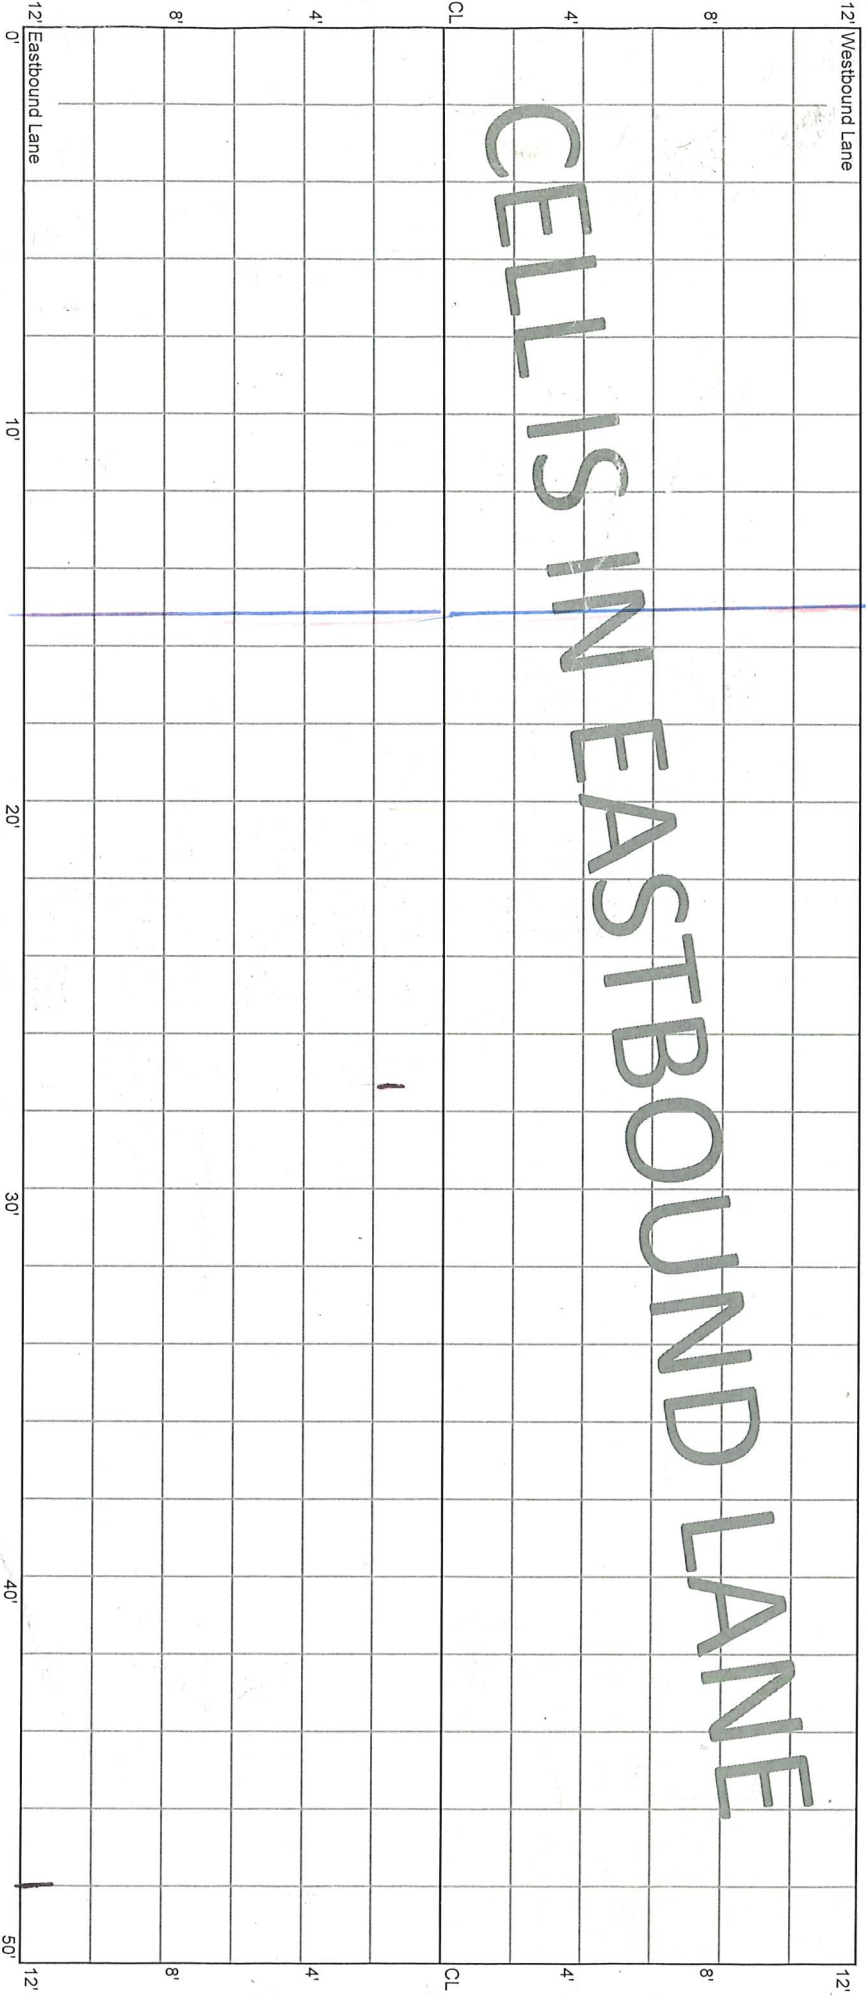 12' 8' 4' CL 4' 8' 12'
Westbound Lane
CELL IS IN EASTBOUND LANE
Eastbound Lane
0' 10' 20' 30' 40' 50'
12' 8' 4' CL 4' 8' 12'